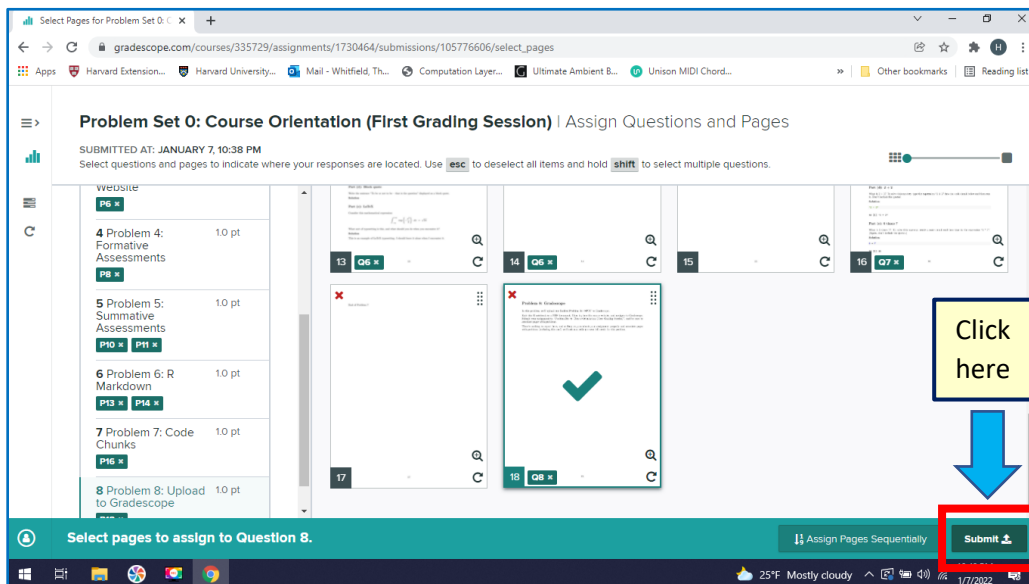 Select Pages for Problem Set 0: C
gradescope.com/courses/335729/assignments/1730464/submissions/105776606/select_pages
H
Apps
Harvard Extension...
Harvard University...
Mail - Whitfield, Th...
Computation Layer...
Ultimate Ambient B...
Unison MIDI Chord...
»
Other bookmarks
Reading list
Problem Set 0: Course Orientation (First Grading Session) | Assign Questions and Pages
SUBMITTED AT: JANUARY 7, 10:38 PM
Select questions and pages to indicate where your responses are located. Use esc to deselect all items and hold shift to select multiple questions.
Website
P6 ×
4 Problem 4: 1.0 pt
Formative
Assessments
P8 ×
5 Problem 5: 1.0 pt
Summative
Assessments
P10 × P11 ×
6 Problem 6: R 1.0 pt
Markdown
P13 × P14 ×
7 Problem 7: Code 1.0 pt
Chunks
P16 ×
8 Problem 8: Upload 1.0 pt
to Gradescope
13 Q6 ×
14 Q6 ×
15
16 Q7 ×
17
Problem 8: Gradescope
18 Q8 ×
Click
here
Select pages to assign to Question 8.
Assign Pages Sequentially
Submit
25°F Mostly cloudy
1/7/2022